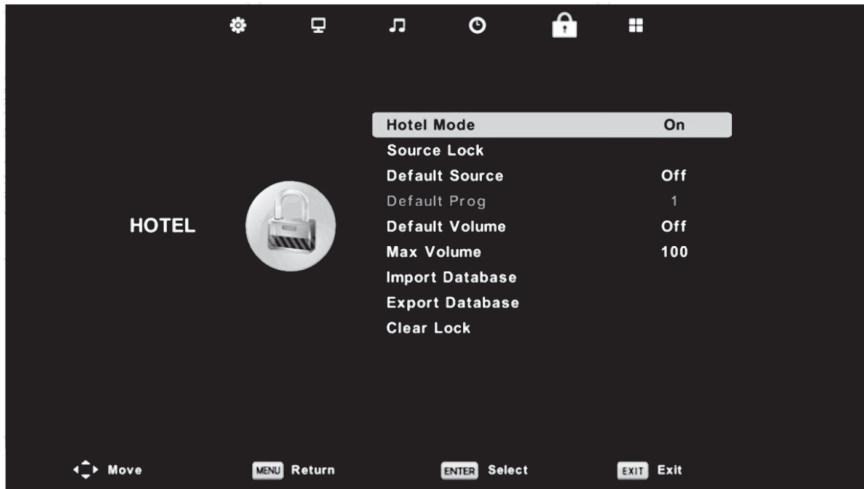 Hotel Mode On
Source Lock
Default Source Off
Default Prog 1
HOTEL
Default Volume Off
Max Volume 100
Import Database
Export Database
Clear Lock
Move MENU Return ENTER Select EXIT Exit